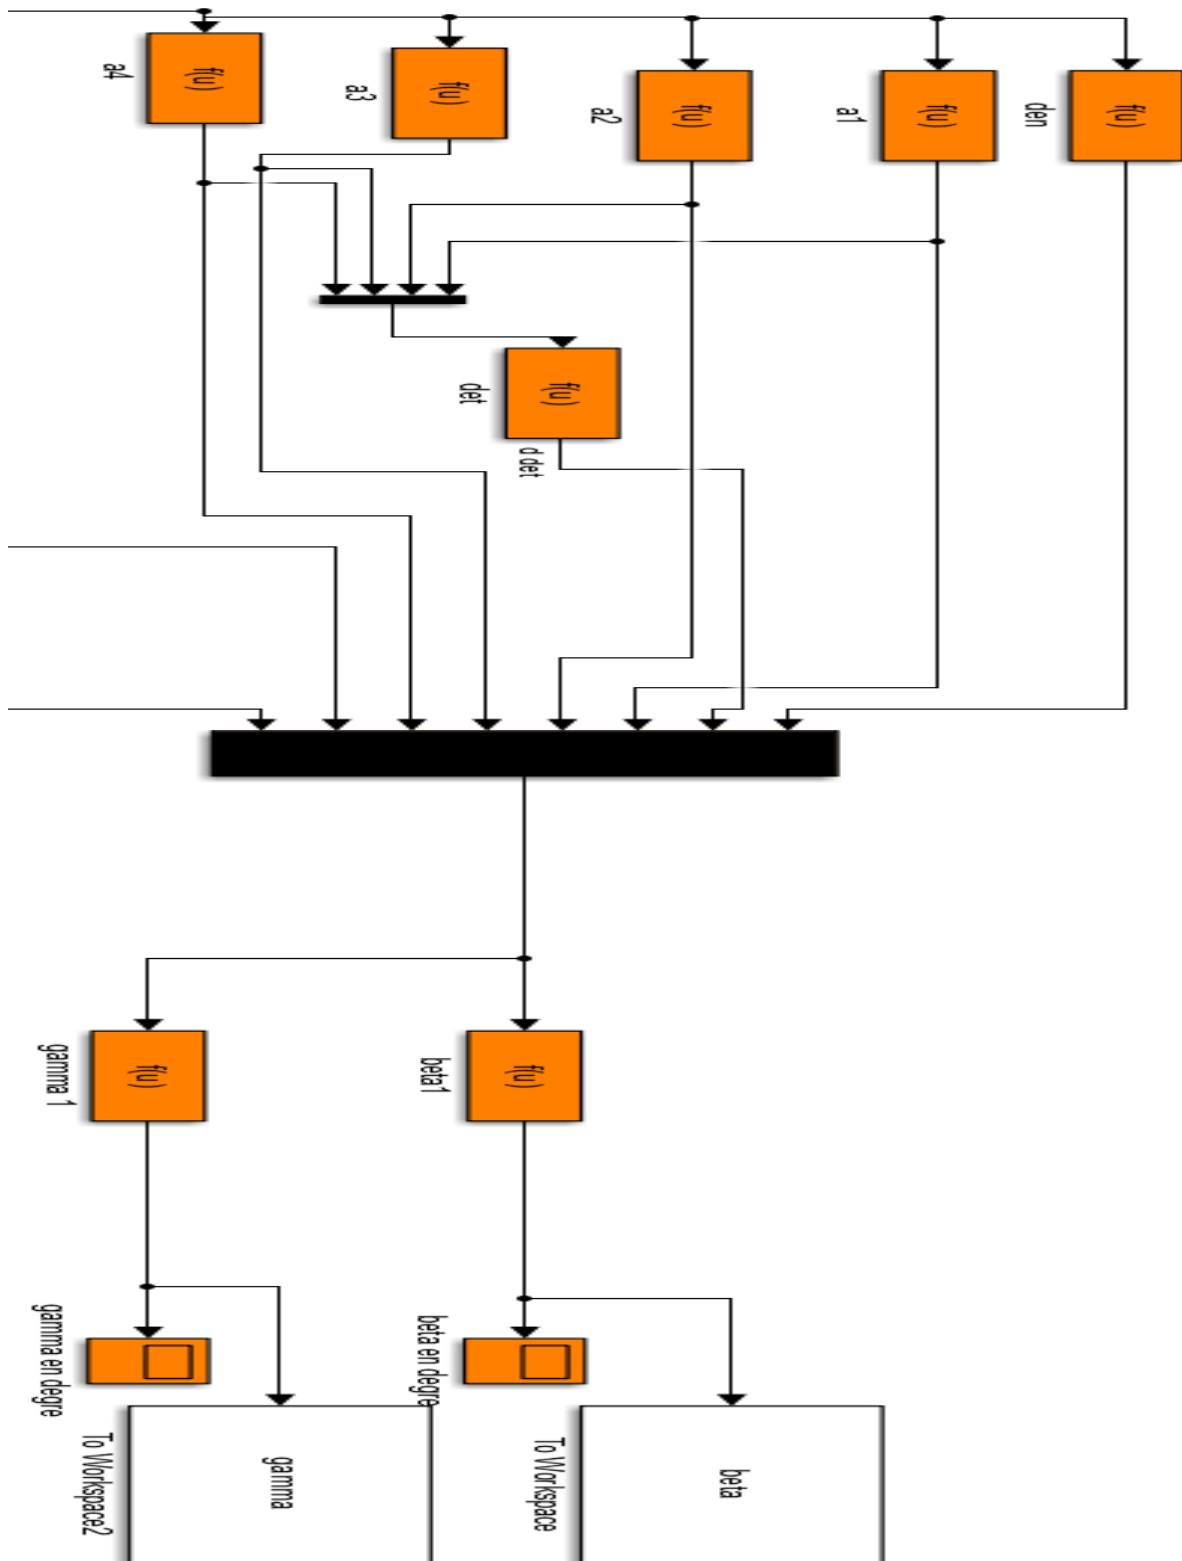 a4
f(u)
a3
f(u)
a2
f(u)
a1
f(u)
den
f(u)
det
f(u)
d det
gamma 1
f(u)
beta1
f(u)
gamma en degre
beta en degre
To Workspace2
gamma
To Workspace
beta